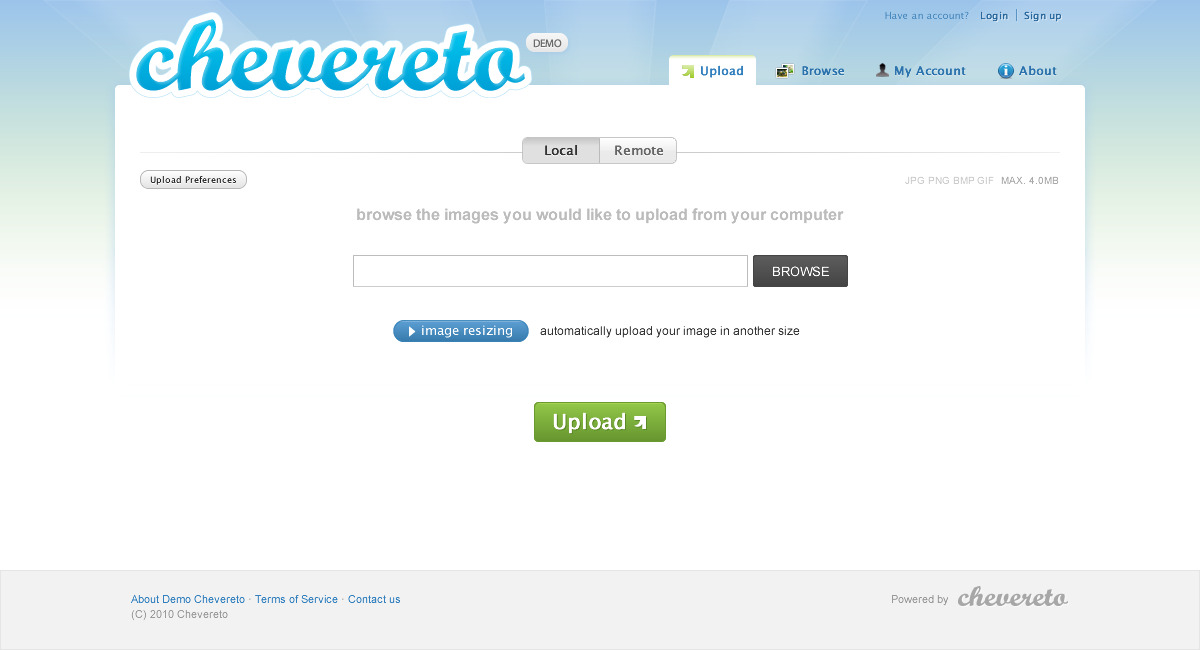 Have an account? Login Sign up
chevereto DEMO
Upload Browse My Account About
Local Remote
Upload Preferences JPG PNG BMP GIF MAX. 4.0MB
browse the images you would like to upload from your computer
BROWSE
image resizing automatically upload your image in another size
Upload
About Demo Chevereto · Terms of Service · Contact us
(C) 2010 Chevereto
Powered by chevereto